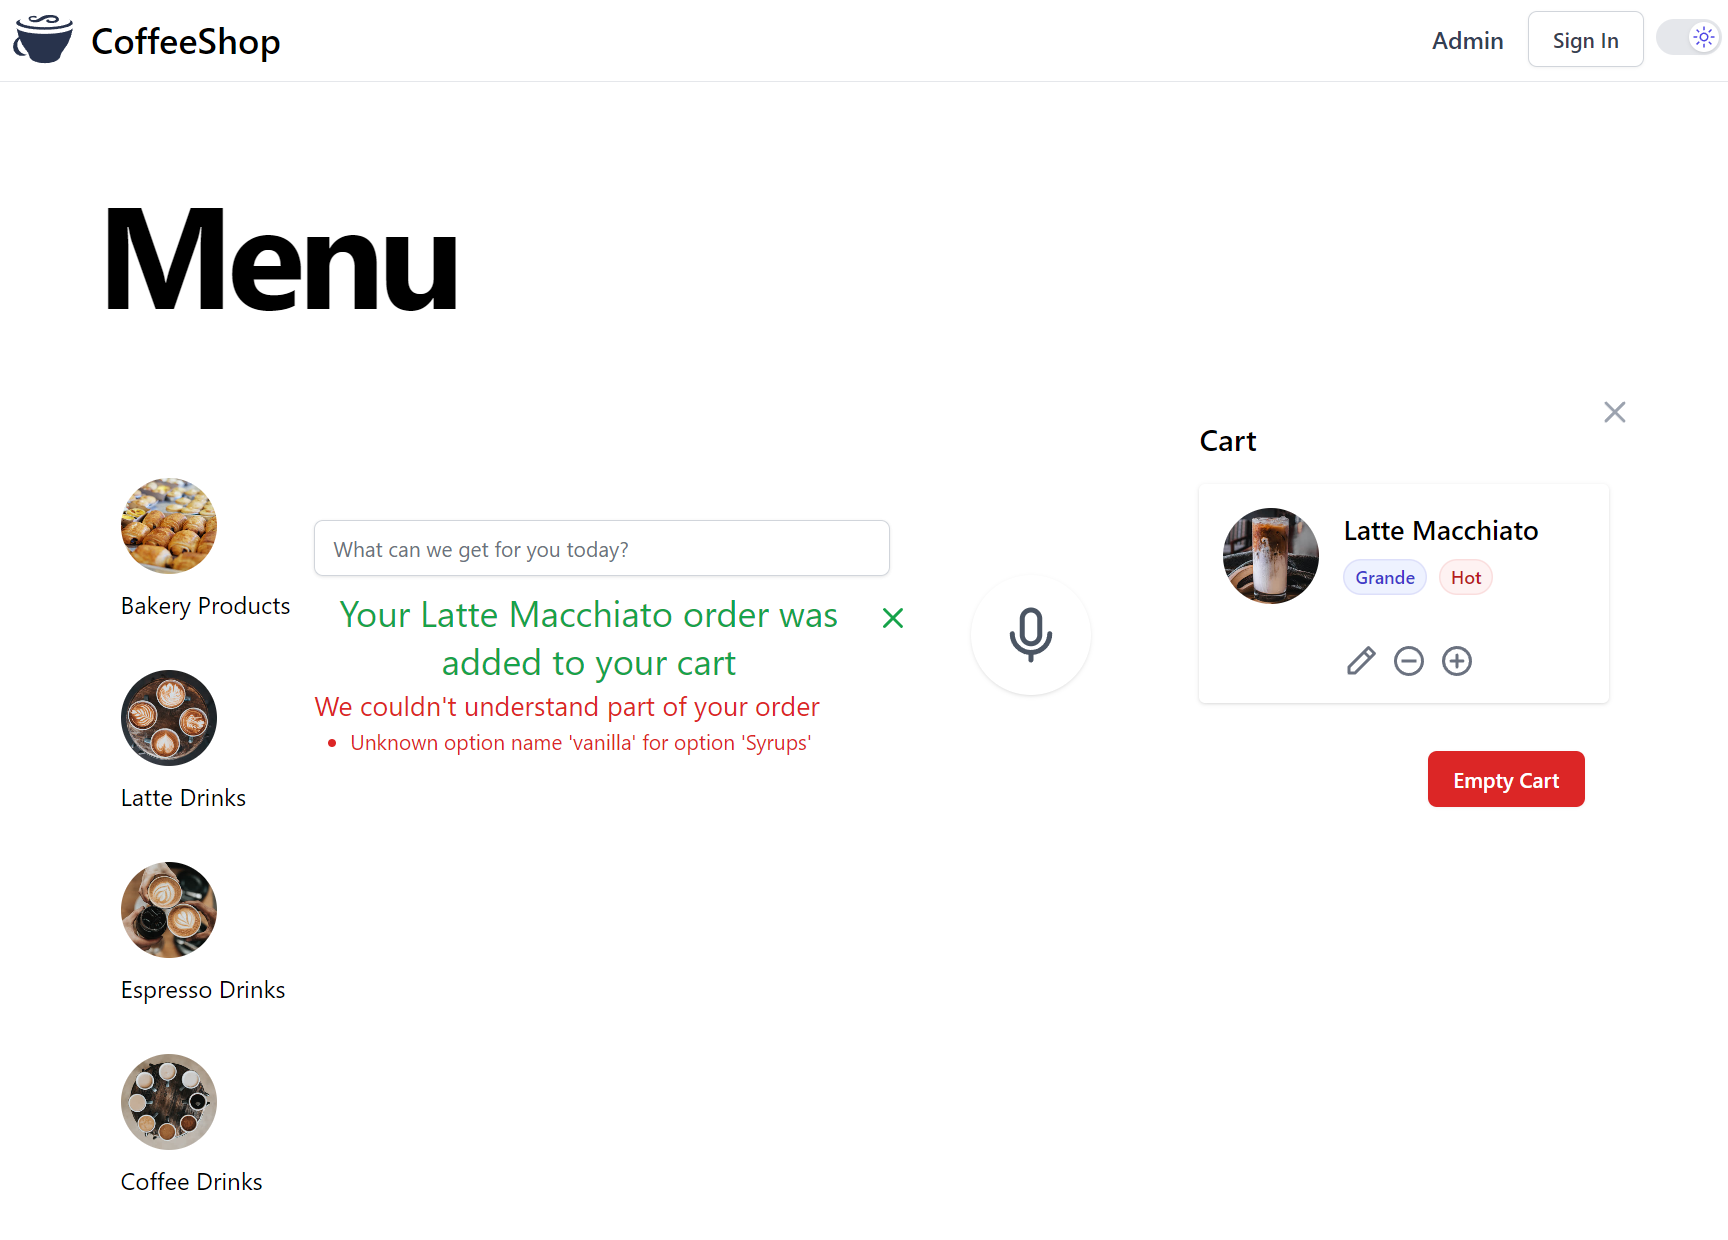 CoffeeShop
Admin
Sign In
Menu
Bakery Products
Latte Drinks
Espresso Drinks
Coffee Drinks
What can we get for you today?
Your Latte Macchiato order was
added to your cart
We couldn't understand part of your order
Unknown option name 'vanilla' for option 'Syrups'
Cart
Latte Macchiato
Grande
Hot
Empty Cart